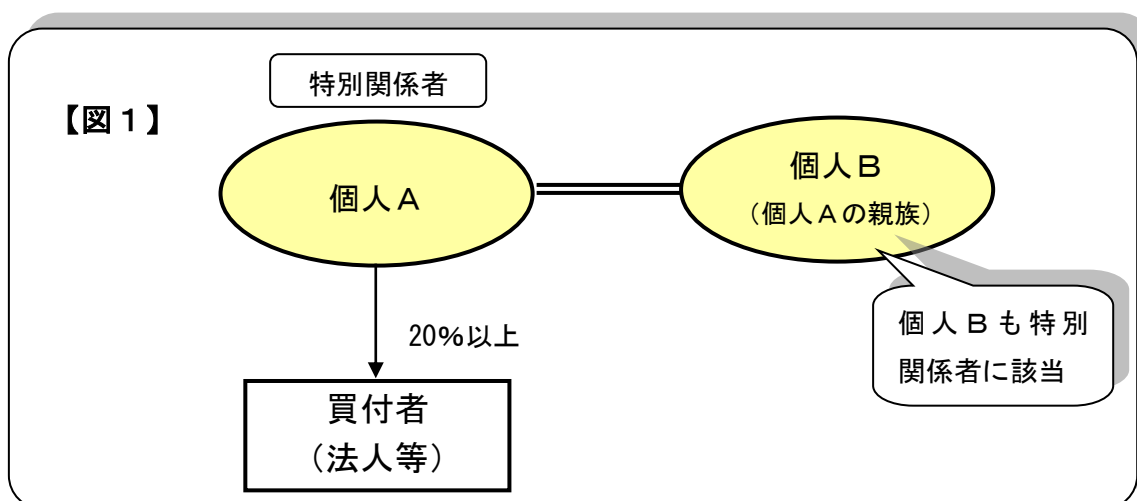 特別関係者
【図１】
個人Ａ
個人Ｂ
（個人Ａの親族）
個人Ｂも特別
関係者に該当
20％以上
買付者
（法人等）